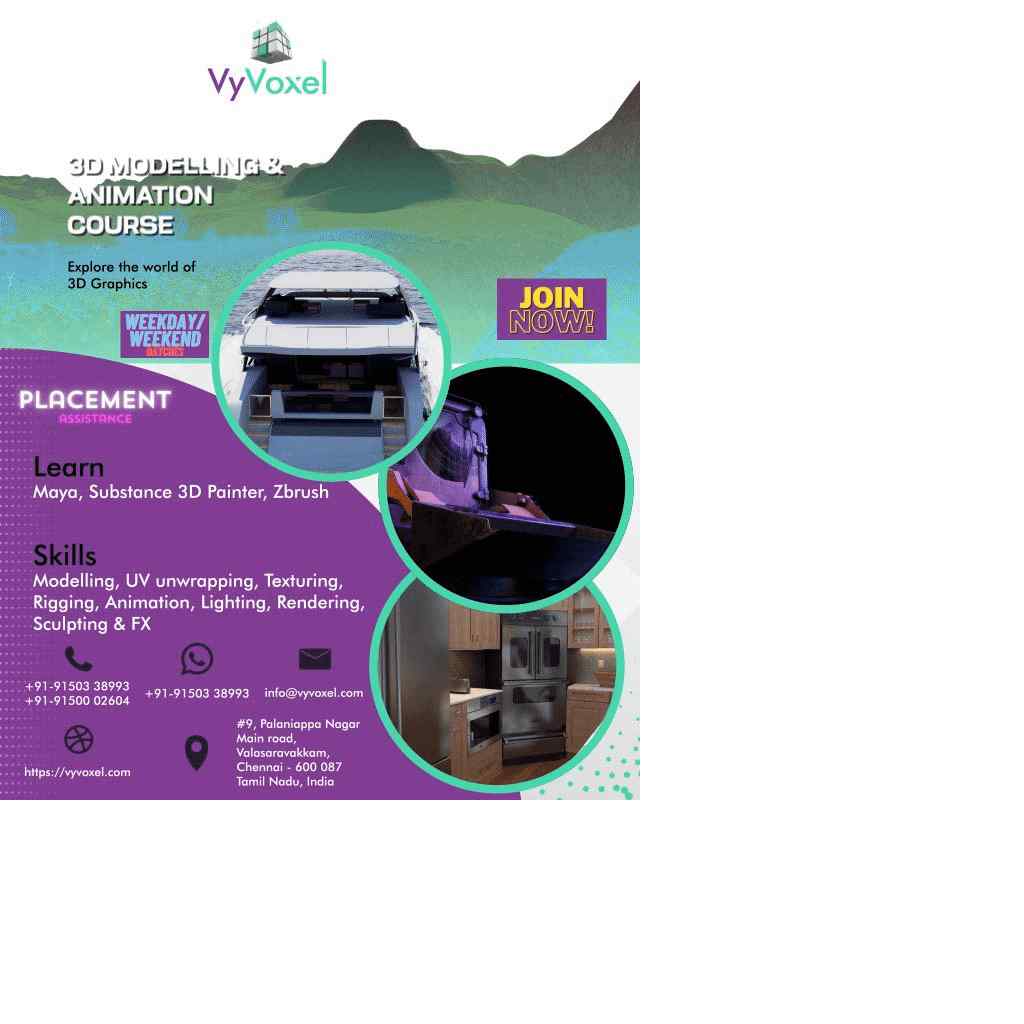 VyVoxel
3D MODELLING &
ANIMATION
COURSE
Explore the world of
3D Graphics
JOIN
NOW!
WEEKDAY/
WEEKEND
BATCHES
PLACEMENT
ASSISTANCE
Learn
Maya, Substance 3D Painter, Zbrush
Skills
Modelling, UV unwrapping, Texturing,
Rigging, Animation, Lighting, Rendering,
Sculpting & FX
+91-91503 38993
+91-91500 02604
+91-91503 38993
info@vyvoxel.com
https://vyvoxel.com
#9, Palaniappa Nagar
Main road,
Valasaravakkam,
Chennai - 600 087
Tamil Nadu, India